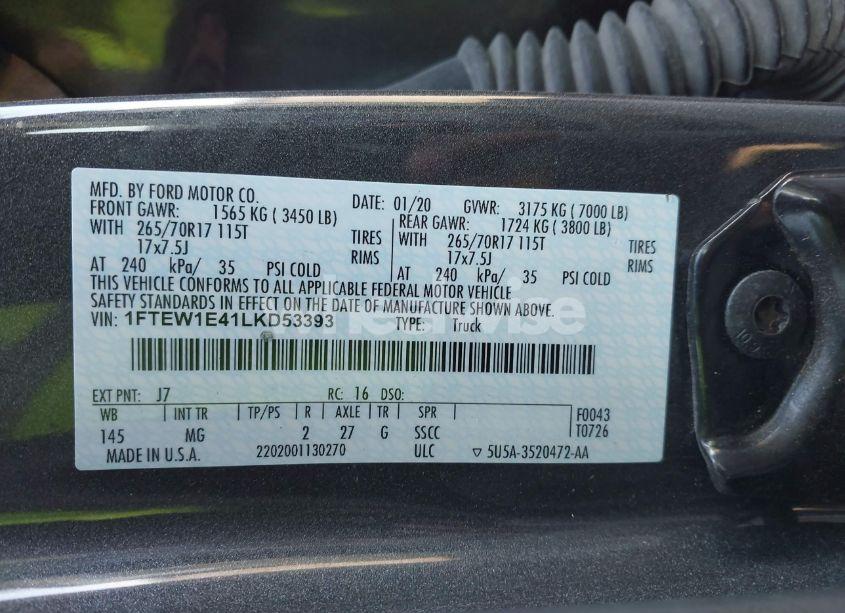 MFD. BY FORD MOTOR CO.
DATE: 01/20 GVWR: 3175 KG ( 7000 LB)
FRONT GAWR: 1565 KG ( 3450 LB) REAR GAWR: 1724 KG ( 3800 LB)
WITH 265/70R17 115T TIRES WITH 265/70R17 115T TIRES
17x7.5J RIMS 17x7.5J RIMS
AT 240 kPa/ 35 PSI COLD AT 240 kPa/ 35 PSI COLD
THIS VEHICLE CONFORMS TO ALL APPLICABLE FEDERAL MOTOR VEHICLE
SAFETY STANDARDS IN EFFECT ON THE DATE OF MANUFACTURE SHOWN ABOVE.
VIN: 1FTEW1E41LKD53393 TYPE: Truck
EXT PNT: J7 RC: 16 DSO:
WB INT TR TP/PS R AXLE TR SPR F0043
145 MG 2 27 G SSCC T0726
MADE IN U.S.A. 2202001130270 ULC ▽ 5U5A-3520472-AA